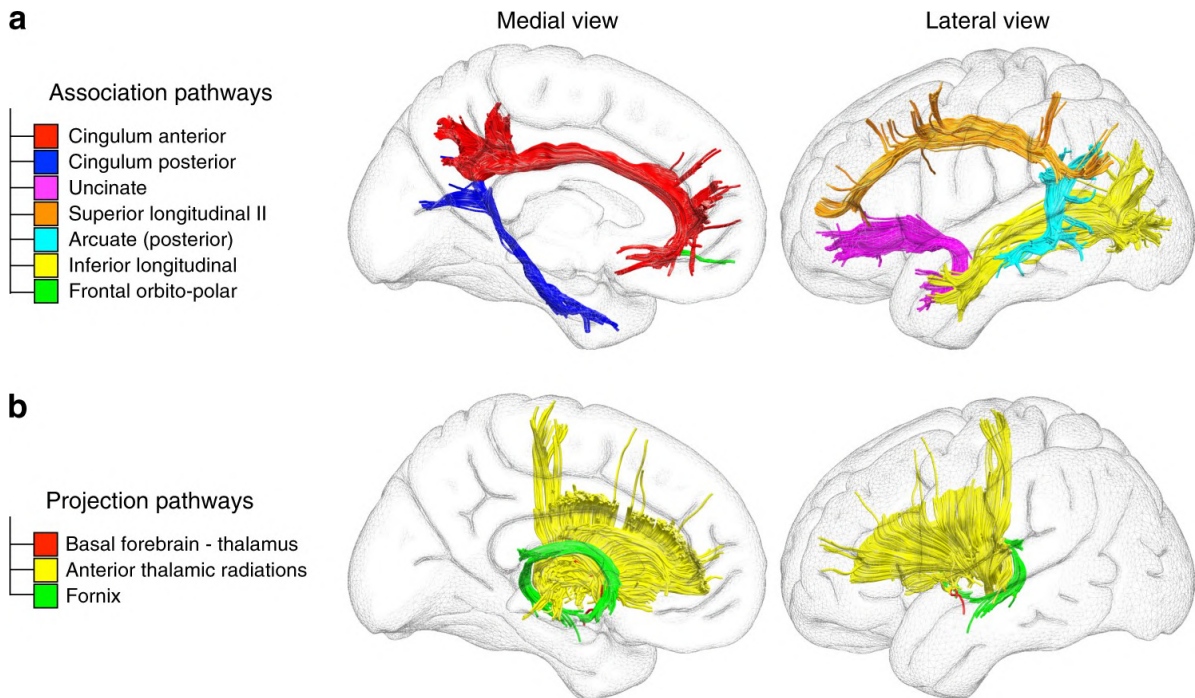 a
Medial view
Lateral view
Association pathways
Cingulum anterior
Cingulum posterior
Uncinate
Superior longitudinal II
Arcuate (posterior)
Inferior longitudinal
Frontal orbito-polar
b
Projection pathways
Basal forebrain - thalamus
Anterior thalamic radiations
Fornix